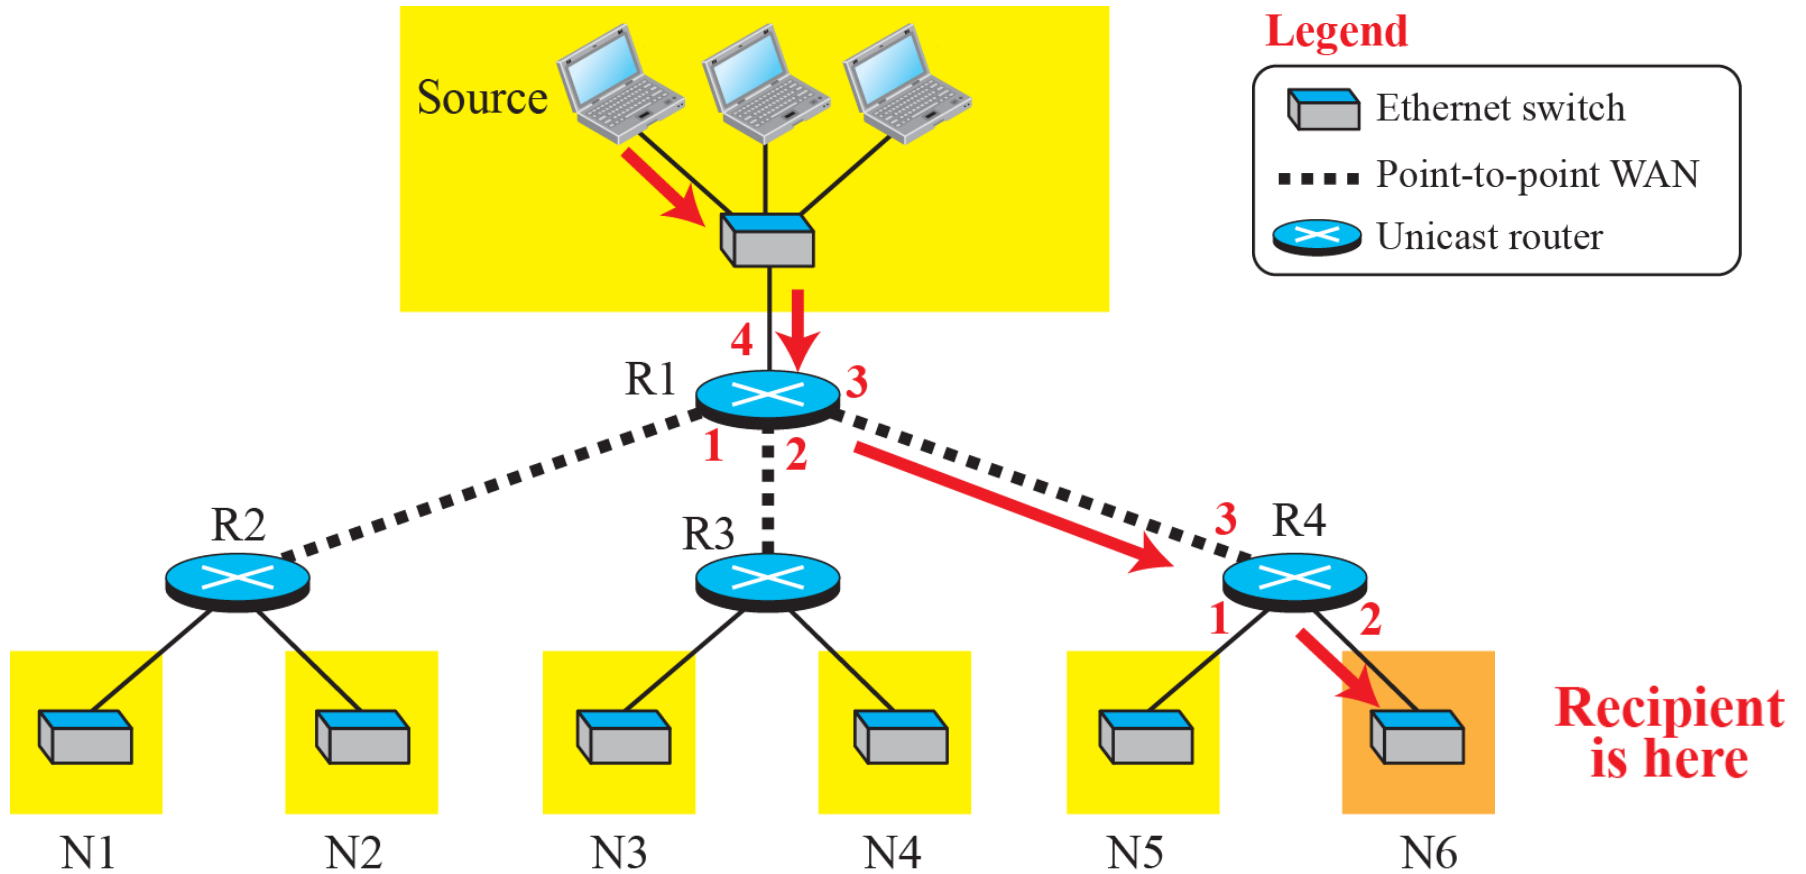 Legend
Source
Ethernet switch
Point-to-point WAN
Unicast router
4
R1
3
1
2
R2
R3
3
R4
1
2
Recipient
is here
N1
N2
N3
N4
N5
N6